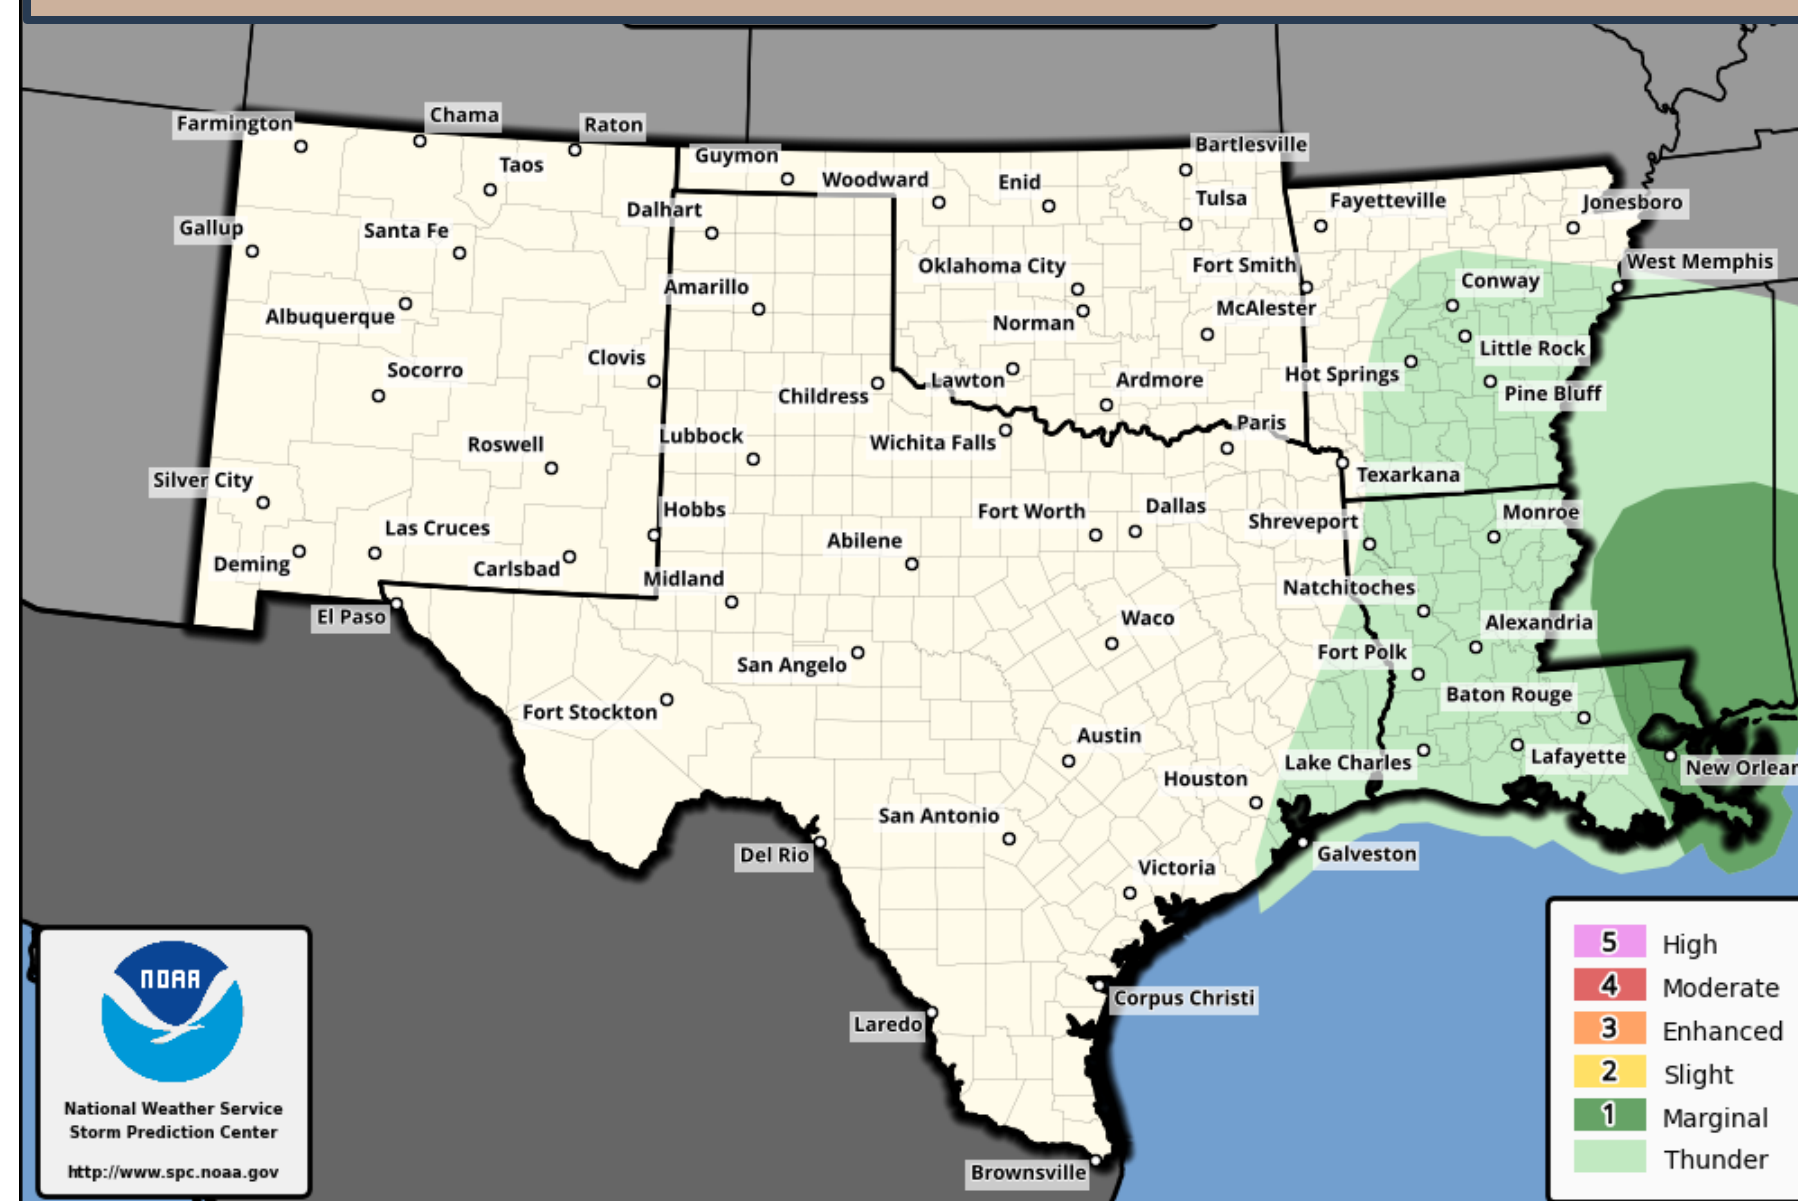 Farmington
Chama
Raton
Taos
Guymon
Woodward
Enid
Bartlesville
Tulsa
Fayetteville
Jonesboro
Gallup
Santa Fe
Dalhart
Oklahoma City
Fort Smith
West Memphis
Conway
Amarillo
McAlester
Albuquerque
Norman
Little Rock
Clovis
Socorro
Childress
Lawton
Ardmore
Hot Springs
Pine Bluff
Roswell
Lubbock
Wichita Falls
Paris
Silver City
Texarkana
Hobbs
Fort Worth
Dallas
Shreveport
Monroe
Las Cruces
Abilene
Deming
Carlsbad
Midland
Natchitoches
El Paso
Waco
Alexandria
San Angelo
Fort Polk
Fort Stockton
Baton Rouge
Austin
Houston
Lake Charles
Lafayette
New Orlean
San Antonio
Del Rio
Galveston
Victoria
Corpus Christi
Laredo
Brownsville
NOAA
National Weather Service
Storm Prediction Center
http://www.spc.noaa.gov
5 High
4 Moderate
3 Enhanced
2 Slight
1 Marginal
Thunder